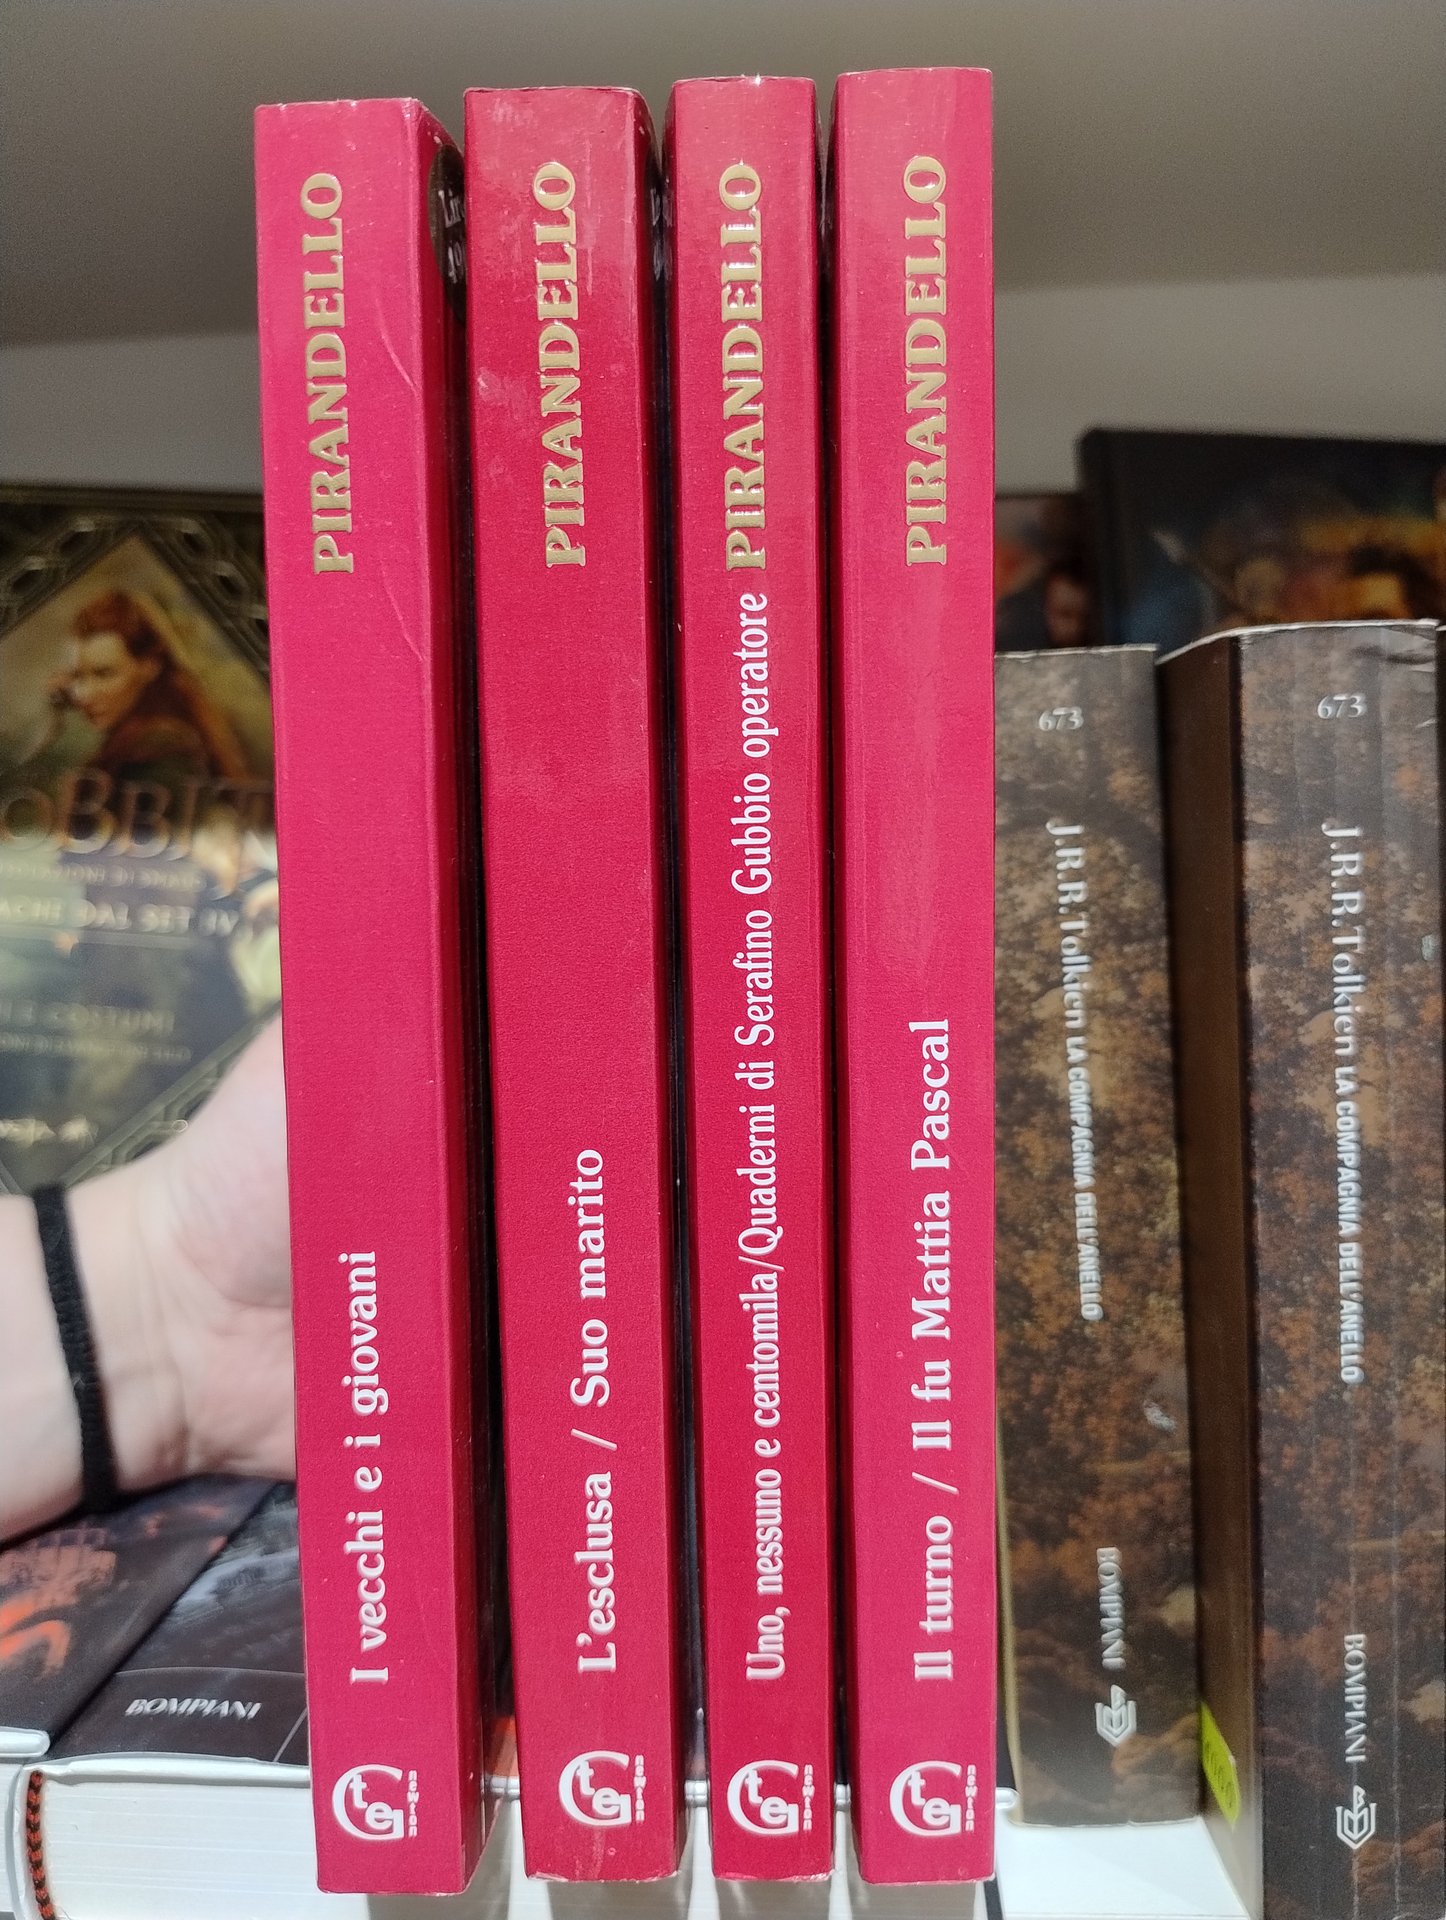 PIRANDELLO
I vecchi e i giovani
PIRANDELLO
L'esclusa / Suo marito
PIRANDELLO
Uno, nessuno e centomila/Quaderni di Serafino Gubbio operatore
PIRANDELLO
Il turno / Il fu Mattia Pascal
673
J.R.R. Tolkien LA COMPAGNIA DELL'ANELLO
BOMPIANI
673
J.R.R. Tolkien LA COMPAGNIA DELL'ANELLO
BOMPIANI
BOMPIANI